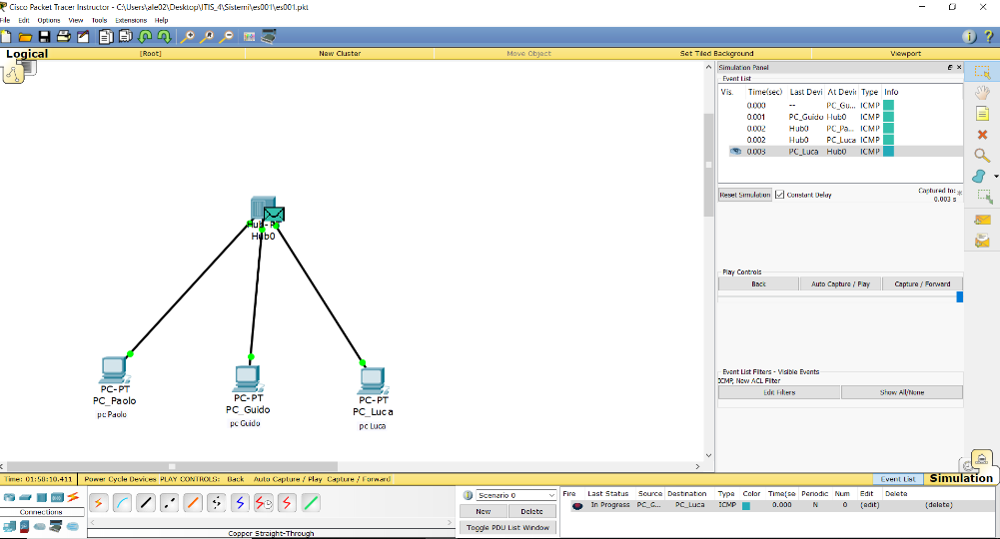 Cisco Packet Tracer Instructor - C:\Users\ale02\Desktop\ITIS_4\Sistemi\es001\es001.pkt
File Edit Options View Tools Extensions Help
Logical [Root] New Cluster Move Object Set Tiled Background Viewport
Simulation Panel
Event List
Vis. Time(sec) Last Devi At Devic Type Info
0.000 -- PC_Gu... ICMP
0.001 PC_Guido Hub0 ICMP
0.002 Hub0 PC_Pa... ICMP
0.002 Hub0 PC_Luca ICMP
0.003 PC_Luca Hub0 ICMP
Reset Simulation Constant Delay Captured to: *
0.003 s
Hub-PT
Hub0
Play Controls
Back Auto Capture / Play Capture / Forward
PC-PT
PC_Paolo
pc Paolo
PC-PT
PC_Guido
pc Guido
PC-PT
PC_Luca
pc Luca
Event List Filters - Visible Events
ICMP, New ACL Filter
Edit Filters Show All/None
Time: 01:58:10.411 Power Cycle Devices PLAY CONTROLS: Back Auto Capture / Play Capture / Forward Event List Simulation
Connections
Copper Straight-Through
Scenario 0
New Delete
Toggle PDU List Window
Fire Last Status Source Destination Type Color Time(se Periodic Num Edit Delete
In Progress PC_G... PC_Luca ICMP 0.000 N 0 (edit) (delete)